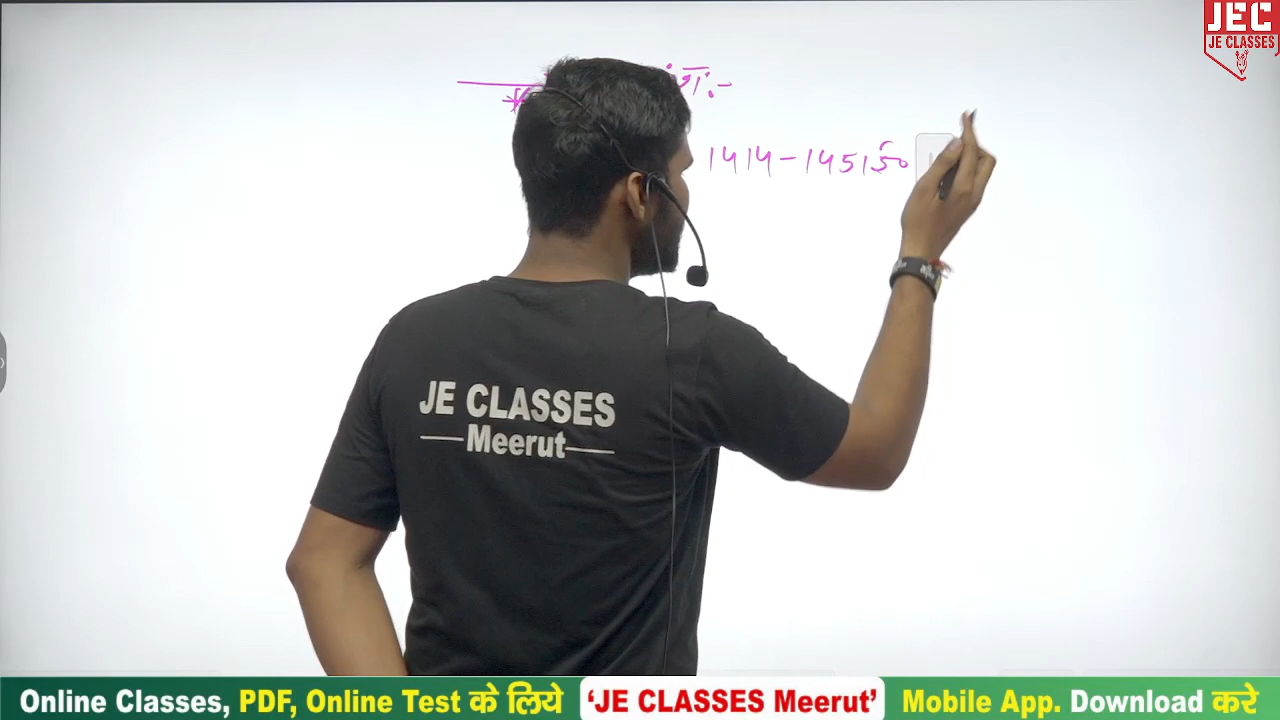 JEC
JE CLASSES
1414-145150
JE CLASSES
Meerut
Online Classes, PDF, Online Test के लिये 'JE CLASSES Meerut' Mobile App. Download करे